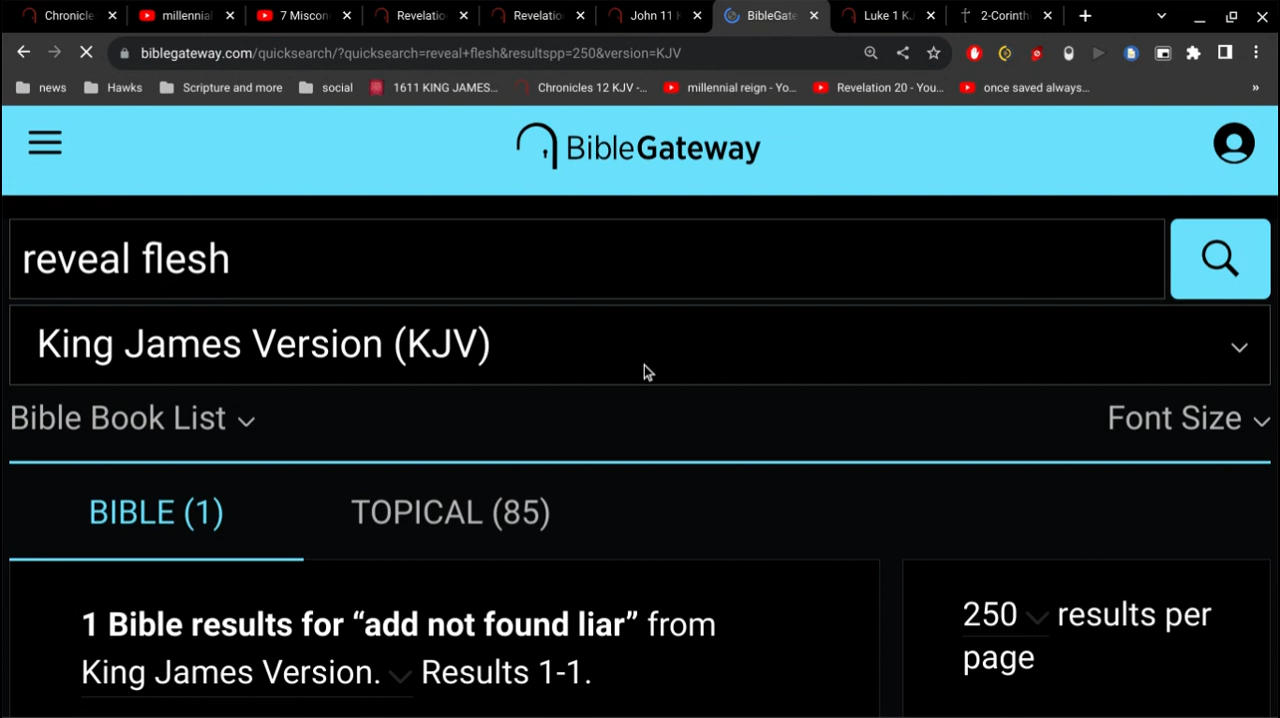 Chronicle millennial 7 Miscon Revelatio Revelatio John 11 BibleGate Luke 1 K 2-Corinth
biblegateway.com/quicksearch/?quicksearch=reveal+flesh&resultspp=250&version=KJV
news Hawks Scripture and more social 1611 KING JAMES... Chronicles 12 KJV -... millennial reign - Yo... Revelation 20 - You... once saved always... »
BibleGateway
reveal flesh
King James Version (KJV)
Bible Book List Font Size
BIBLE (1) TOPICAL (85)
1 Bible results for “add not found liar” from
King James Version. Results 1-1.
250 results per
page